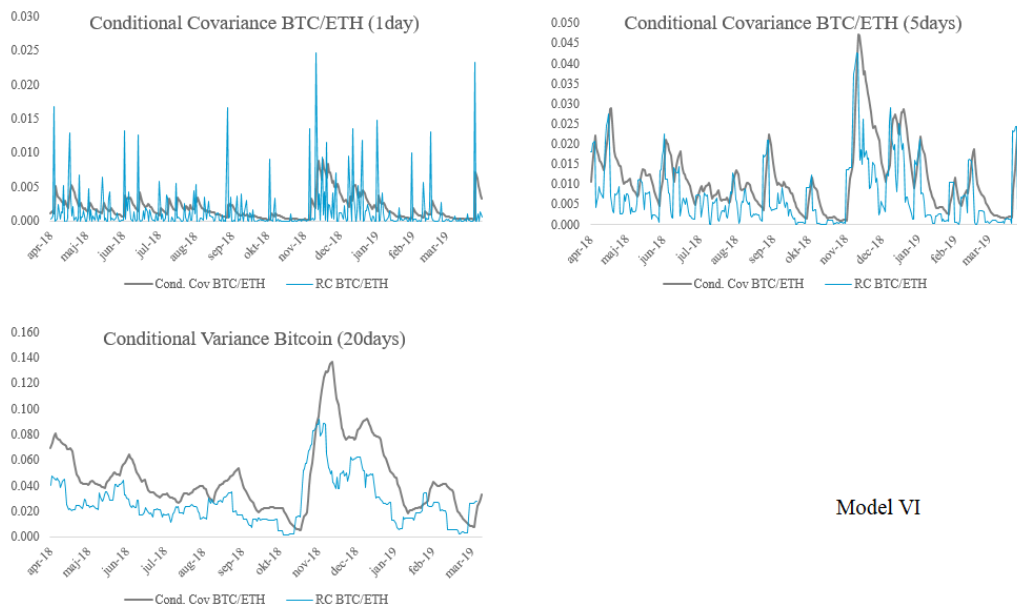 Conditional Covariance BTC/ETH (1day)
0.030
0.025
0.020
0.015
0.010
0.005
0.000
apr-18 maj-18 jun-18 jul-18 aug-18 sep-18 okt-18 nov-18 dec-18 jan-19 feb-19 mar-19
Cond. Cov BTC/ETH RC BTC/ETH
Conditional Covariance BTC/ETH (5days)
0.050
0.045
0.040
0.035
0.030
0.025
0.020
0.015
0.010
0.005
0.000
apr-18 maj-18 jun-18 jul-18 aug-18 sep-18 okt-18 nov-18 dec-18 jan-19 feb-19 mar-19
Cond. Cov BTC/ETH RC BTC/ETH
Conditional Variance Bitcoin (20days)
0.160
0.140
0.120
0.100
0.080
0.060
0.040
0.020
0.000
apr-18 maj-18 jun-18 jul-18 aug-18 sep-18 okt-18 nov-18 dec-18 jan-19 feb-19 mar-19
Cond. Cov BTC/ETH RC BTC/ETH
Model VI